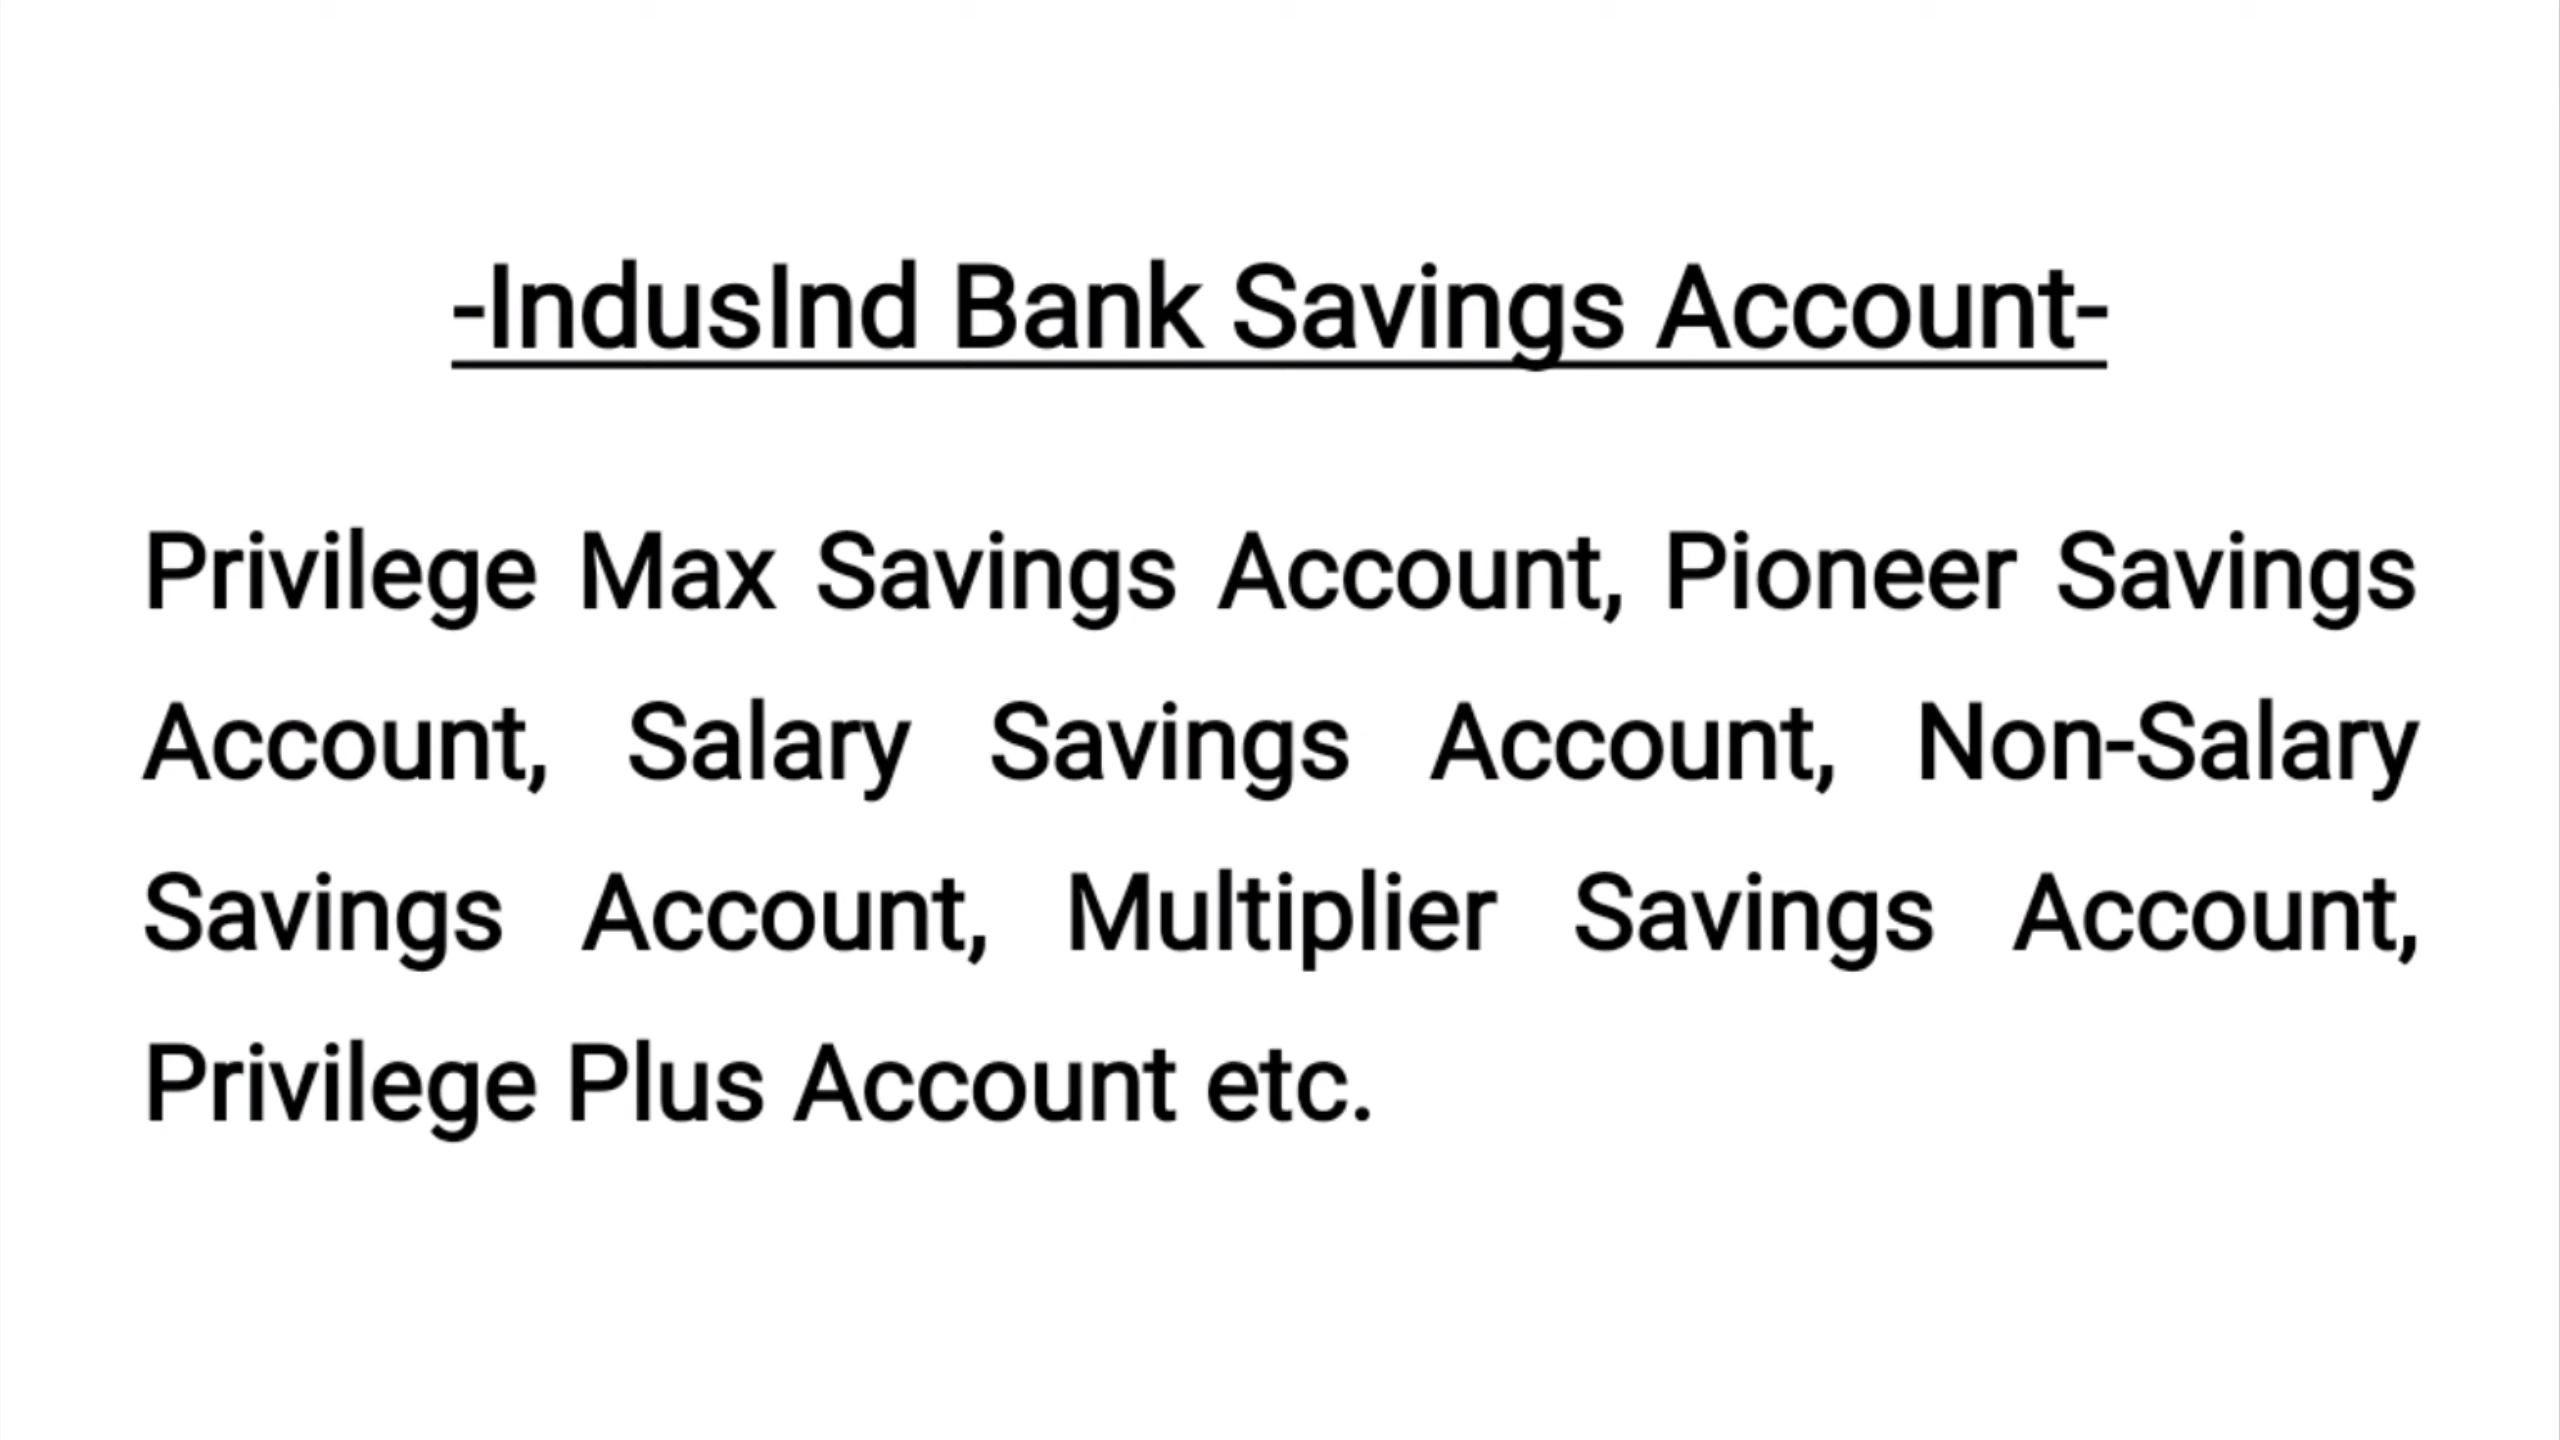 -IndusInd Bank Savings Account-
Privilege Max Savings Account, Pioneer Savings
Account, Salary Savings Account, Non-Salary
Savings Account, Multiplier Savings Account,
Privilege Plus Account etc.